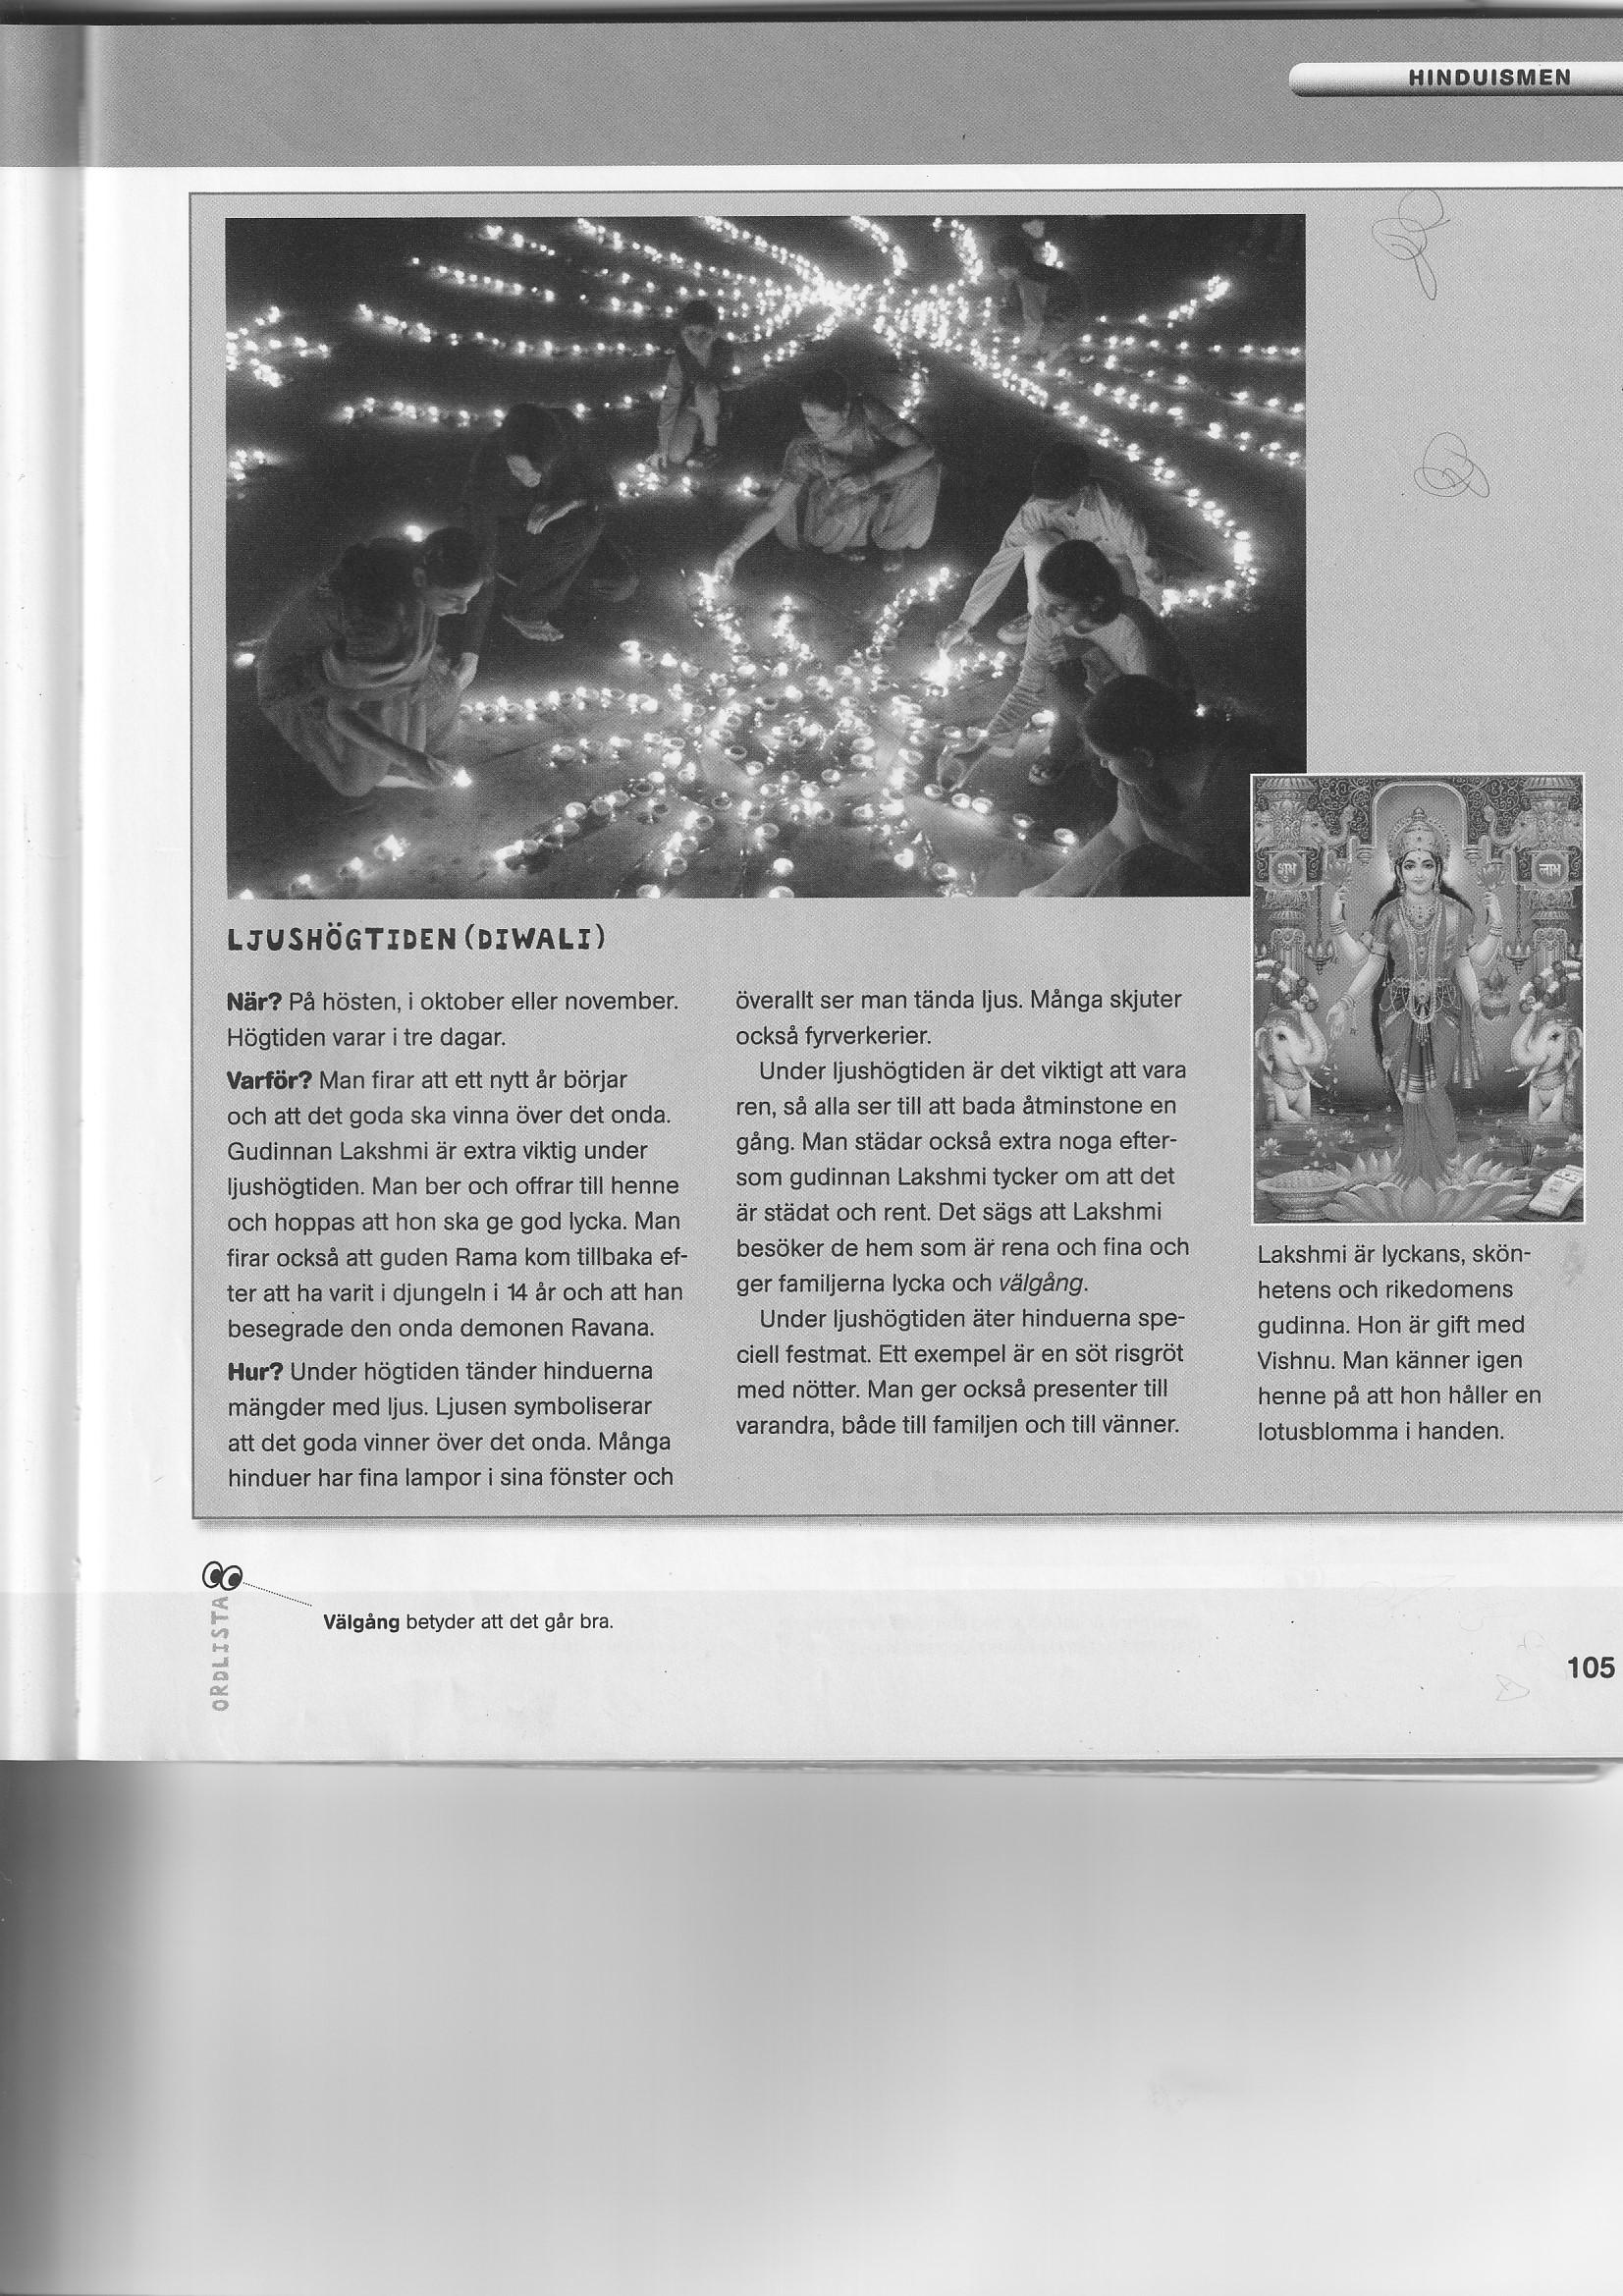 HINDUISMEN
शुभ
लाभ
LJUSHÖGTIDEN (DIWALI)
När? På hösten, i oktober eller november.
Högtiden varar i tre dagar.
Varför? Man firar att ett nytt år börjar
och att det goda ska vinna över det onda.
Gudinnan Lakshmi är extra viktig under
ljushögtiden. Man ber och offrar till henne
och hoppas att hon ska ge god lycka. Man
firar också att guden Rama kom tillbaka ef-
ter att ha varit i djungeln i 14 år och att han
besegrade den onda demonen Ravana.
Hur? Under högtiden tänder hinduerna
mängder med ljus. Ljusen symboliserar
att det goda vinner över det onda. Många
hinduer har fina lampor i sina fönster och
överallt ser man tända ljus. Många skjuter
också fyrverkerier.
Under ljushögtiden är det viktigt att vara
ren, så alla ser till att bada åtminstone en
gång. Man städar också extra noga efter-
som gudinnan Lakshmi tycker om att det
är städat och rent. Det sägs att Lakshmi
besöker de hem som är rena och fina och
ger familjerna lycka och välgång.
Under ljushögtiden äter hinduerna spe-
ciell festmat. Ett exempel är en söt risgröt
med nötter. Man ger också presenter till
varandra, både till familjen och till vänner.
Lakshmi är lyckans, skön-
hetens och rikedomens
gudinna. Hon är gift med
Vishnu. Man känner igen
henne på att hon håller en
lotusblomma i handen.
ORDLISTA
Välgång betyder att det går bra.
105